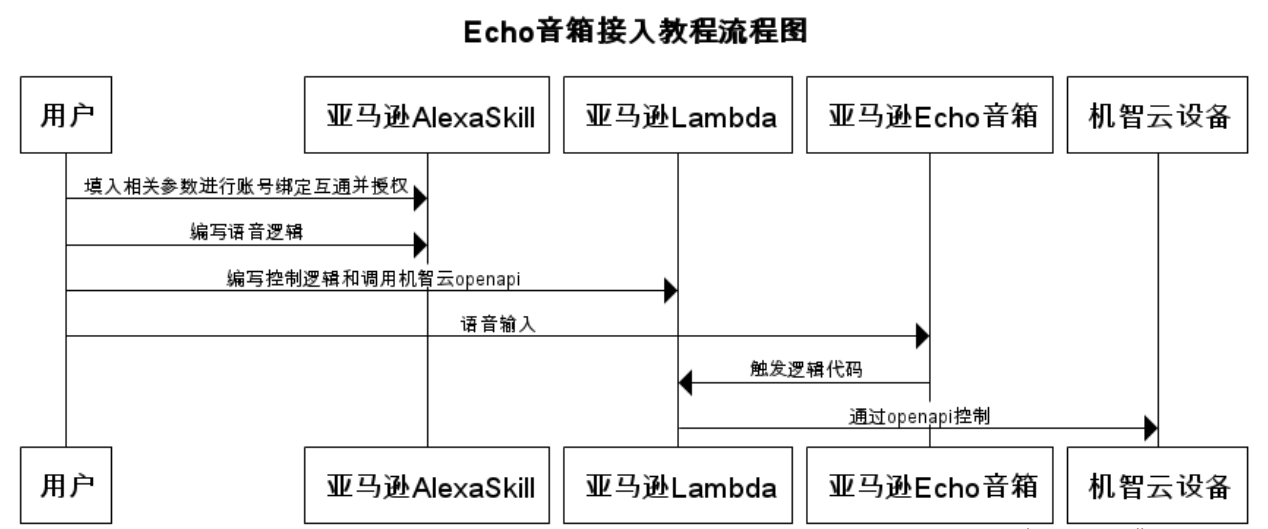 Echo音箱接入教程流程图
用户
亚马逊AlexaSkill
亚马逊Lambda
亚马逊Echo音箱
机智云设备
填入相关参数进行账号绑定互通并授权
编写语音逻辑
编写控制逻辑和调用机智云openapi
语音输入
触发逻辑代码
通过openapi控制
用户
亚马逊AlexaSkill
亚马逊Lambda
亚马逊Echo音箱
机智云设备